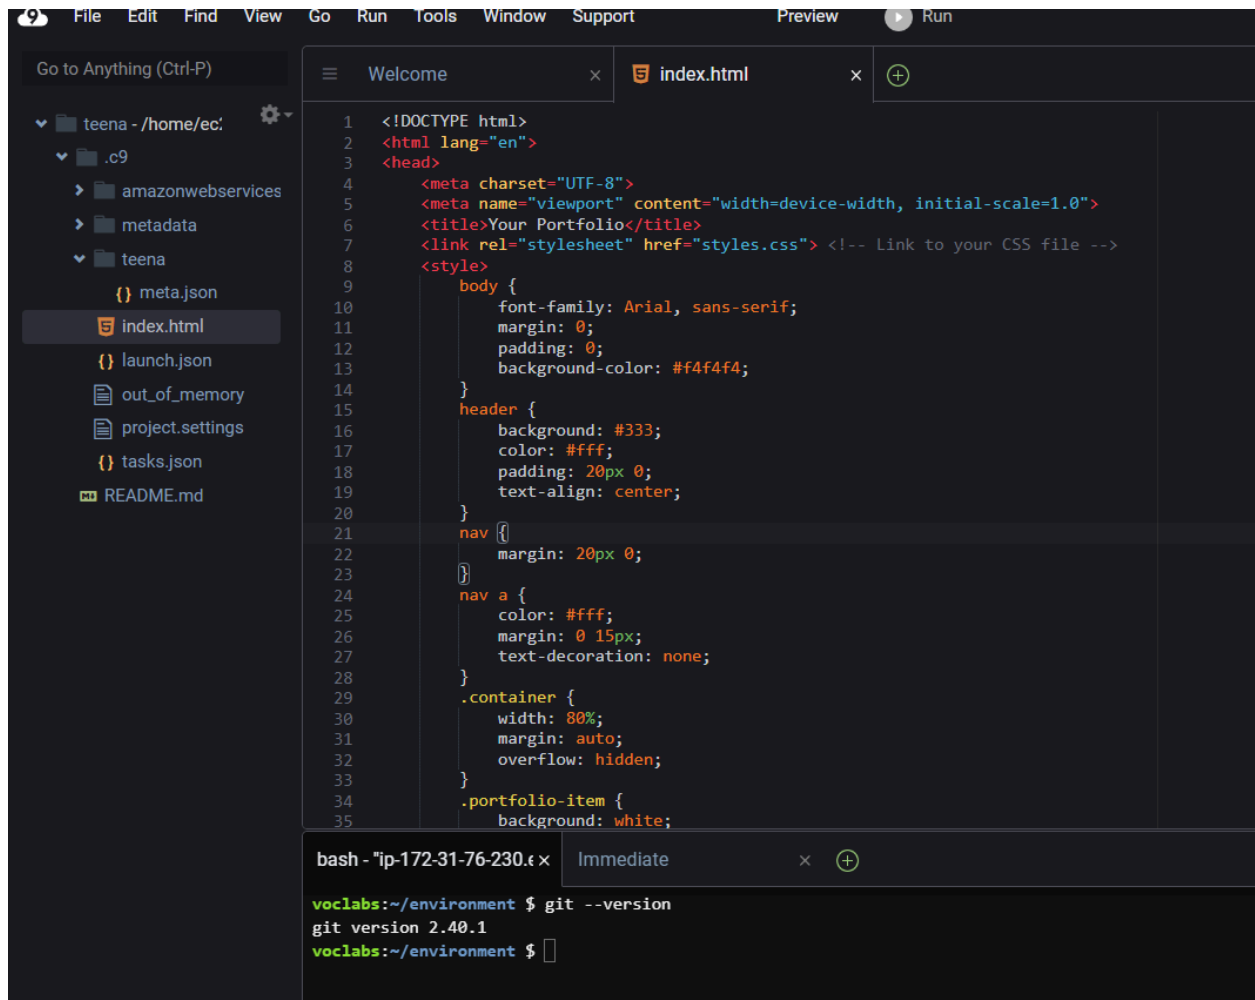 9 File Edit Find View Go Run Tools Window Support Preview Run
Go to Anything (Ctrl-P)
teena - /home/ec2
.c9
amazonwebservices
metadata
teena
{} meta.json
index.html
{} launch.json
out_of_memory
project.settings
{} tasks.json
README.md
Welcome × index.html ×
1 <!DOCTYPE html>
2 <html lang="en">
3 <head>
4 <meta charset="UTF-8">
5 <meta name="viewport" content="width=device-width, initial-scale=1.0">
6 <title>Your Portfolio</title>
7 <link rel="stylesheet" href="styles.css"> <!-- Link to your CSS file -->
8 <style>
9 body {
10 font-family: Arial, sans-serif;
11 margin: 0;
12 padding: 0;
13 background-color: #f4f4f4;
14 }
15 header {
16 background: #333;
17 color: #fff;
18 padding: 20px 0;
19 text-align: center;
20 }
21 nav {
22 margin: 20px 0;
23 }
24 nav a {
25 color: #fff;
26 margin: 0 15px;
27 text-decoration: none;
28 }
29 .container {
30 width: 80%;
31 margin: auto;
32 overflow: hidden;
33 }
34 .portfolio-item {
35 background: white;
bash - "ip-172-31-76-230.e × Immediate ×
voclabs:~/environment $ git --version
git version 2.40.1
voclabs:~/environment $